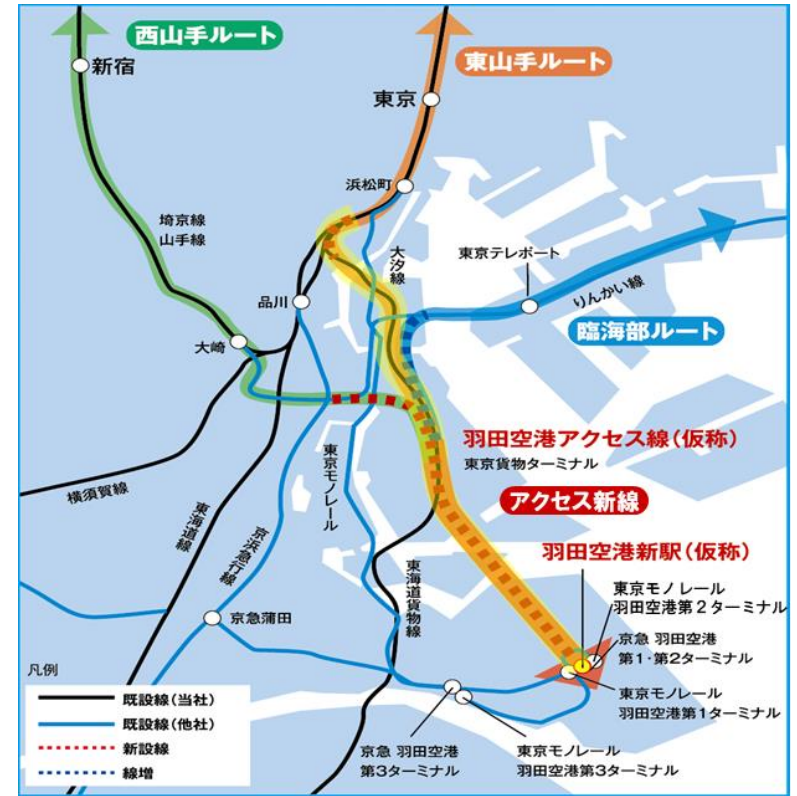 西山手ルート
東山手ルート
新宿
東京
浜松町
埼京線
山手線
大汐線
東京テレポート
品川
りんかい線
大崎
臨海部ルート
羽田空港アクセス線(仮称)
東京貨物ターミナル
横須賀線
東海道線
京浜急行線
東京モノレール
アクセス新線
羽田空港新駅(仮称)
東海道貨物線
東京モノレール
羽田空港第2ターミナル
京急蒲田
京急 羽田空港
第1・第2ターミナル
東京モノレール
羽田空港第1ターミナル
京急 羽田空港
第3ターミナル
東京モノレール
羽田空港第3ターミナル
凡例
既設線(当社)
既設線(他社)
新設線
線増